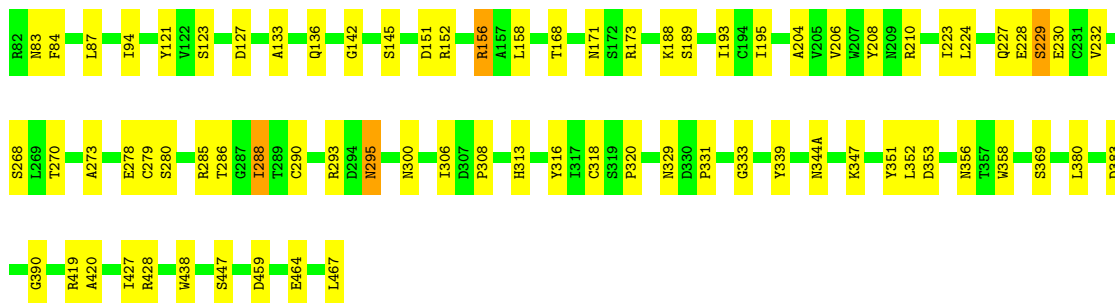 R82 N83 F84 L87 I94 Y121 V122 S123 D127 A133 Q136 G142 S145 D151 R152 R156 A157 L158 T168 N171 S172 R173 K188 S189 I193 C194 I195 A204 V205 V206 W207 Y208 N209 R210 I223 L224 Q227 E228 S229 E230 C231 V232
S268 L269 T270 A273 E278 C279 S280 R285 T286 G287 I288 T289 C290 R293 D294 N295 N300 I306 D307 P308 H313 Y316 I317 C318 S319 P320 N329 D330 P331 G333 Y339 N344A K347 Y351 L352 D353 N356 T357 W358 S369 L380
G390 R419 A420 I427 R428 W438 S447 D459 E464 L467